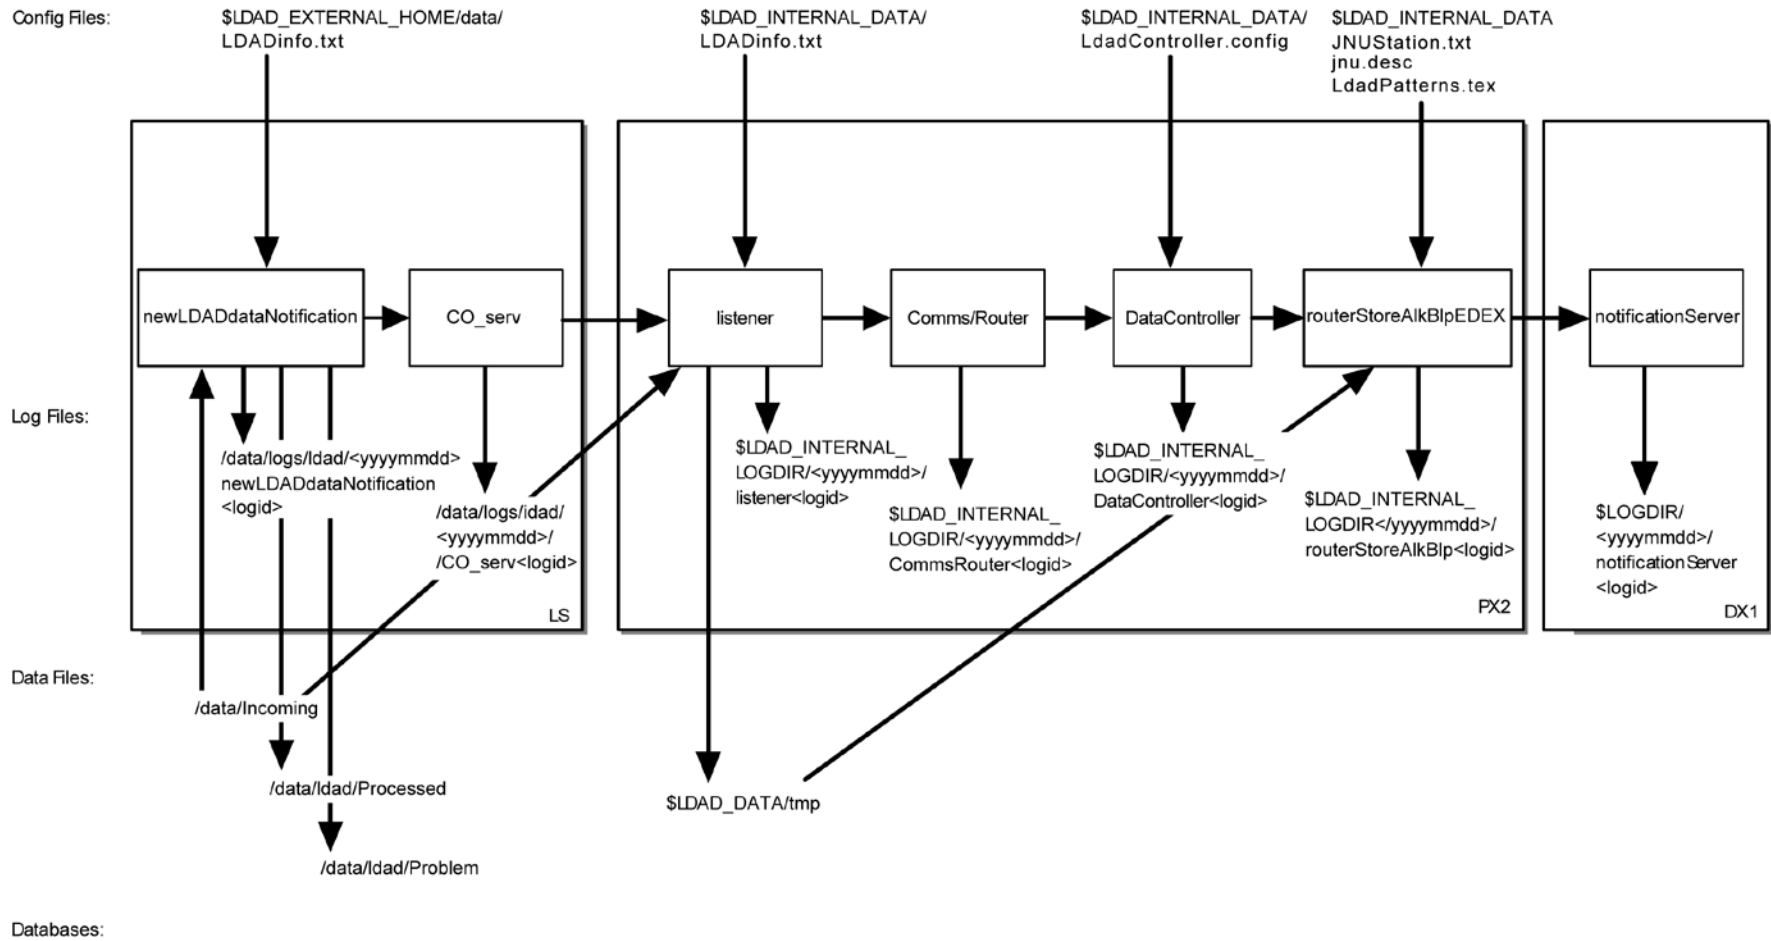 Config Files:
$LDAD_EXTERNAL_HOME/data/
LDADinfo.txt
$LDAD_INTERNAL_DATA/
LDADinfo.txt
$LDAD_INTERNAL_DATA/
LdadController.config
$LDAD_INTERNAL_DATA
JNUStation.txt
jnu.desc
LdadPatterns.tex
newLDADdataNotification
CO_serv
listener
Comms/Router
DataController
routerStoreAlkBlpEDEX
notificationServer
Log Files:
/data/logs/ldad/<yyyymmdd>
newLDADdataNotification
<logid>
/data/logs/idad/
<yyyymmdd>/
/CO_serv<logid>
$LDAD_INTERNAL_
LOGDIR/<yyyymmdd>/
listener<logid>
$LDAD_INTERNAL_
LOGDIR/<yyyymmdd>/
CommsRouter<logid>
$LDAD_INTERNAL_
LOGDIR/<yyyymmdd>/
DataController<logid>
$LDAD_INTERNAL_
LOGDIR</yyyymmdd>/
routerStoreAlkBlp<logid>
$LOGDIR/
<yyyymmdd>/
notificationServer
<logid>
LS
PX2
DX1
Data Files:
/data/Incoming
/data/ldad/Processed
$LDAD_DATA/tmp
/data/ldad/Problem
Databases: